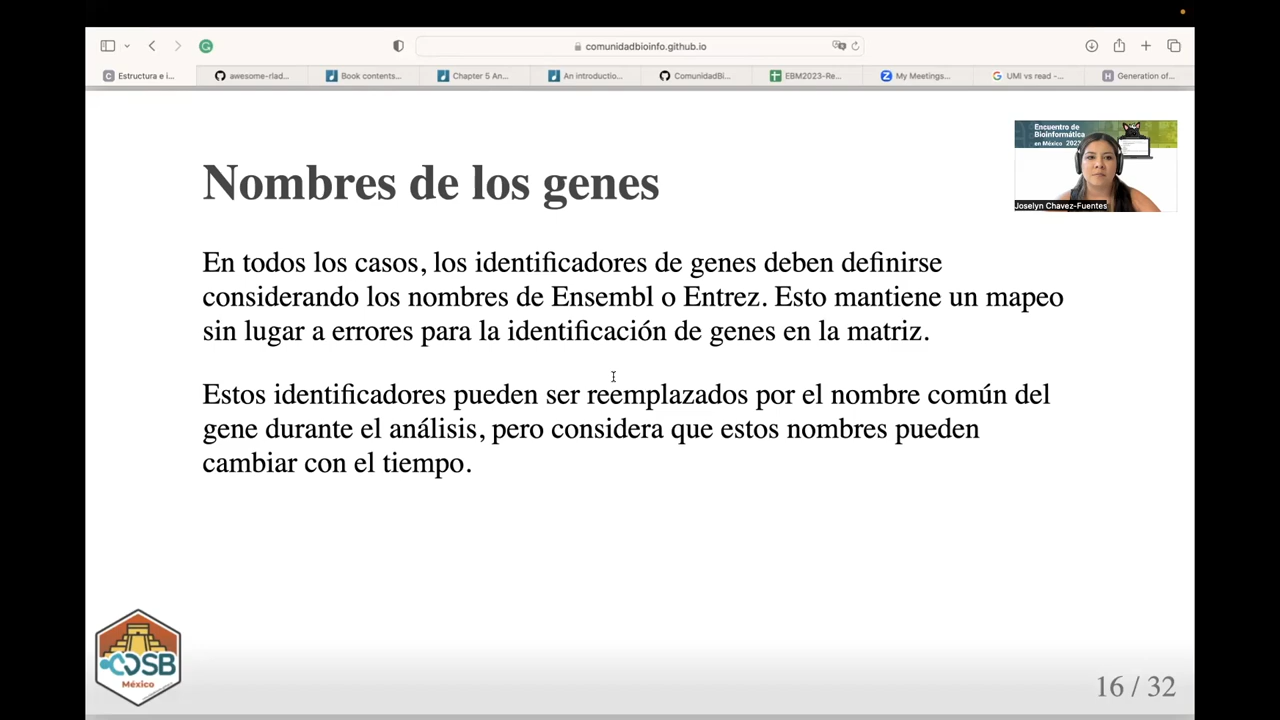 comunidadbioinfo.github.io
Estructura e i...
awesome-rlad...
Book contents...
Chapter 5 An...
An introductio...
ComunidadBi...
EBM2023-Re...
My Meetings...
UMI vs read -...
Generation of...
Encuentro de
Bioinformática
en México 202
Joselyn Chavez-Fuentes
Nombres de los genes
En todos los casos, los identificadores de genes deben definirse
considerando los nombres de Ensembl o Entrez. Esto mantiene un mapeo
sin lugar a errores para la identificación de genes en la matriz.
Estos identificadores pueden ser reemplazados por el nombre común del
gene durante el análisis, pero considera que estos nombres pueden
cambiar con el tiempo.
CDSB
México
16 / 32